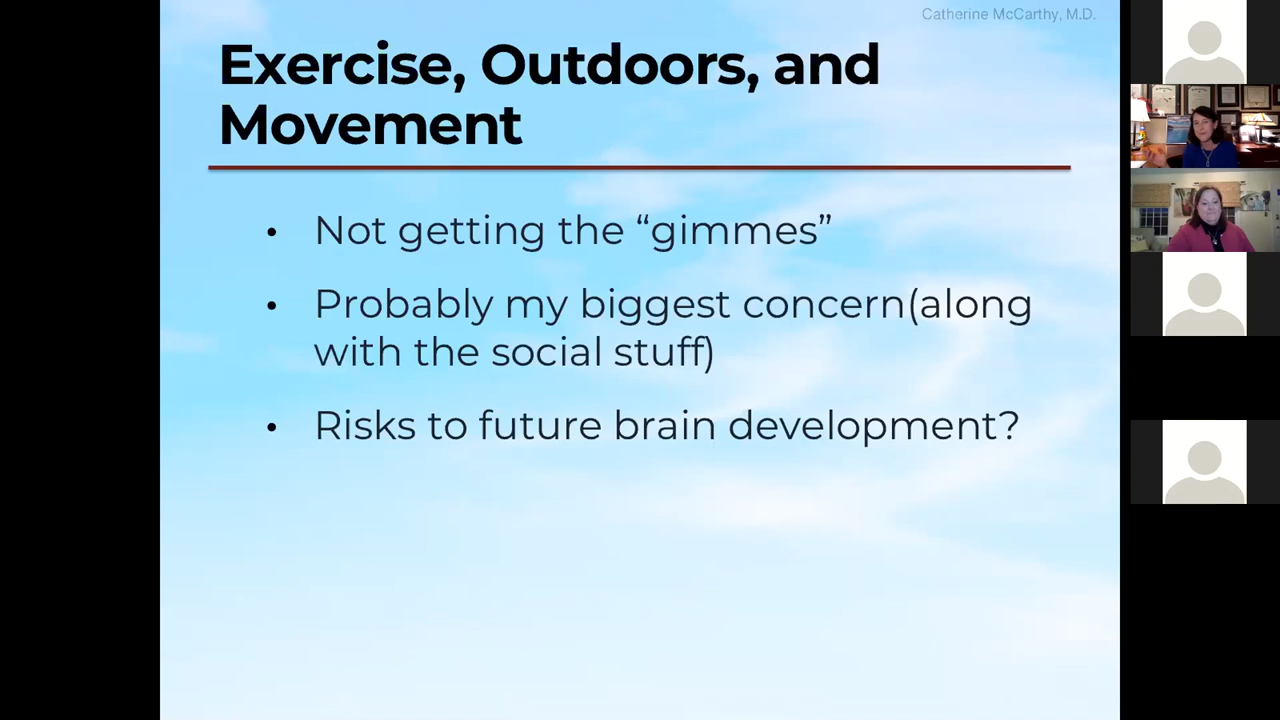 Catherine McCarthy, M.D.
Exercise, Outdoors, and
Movement
• Not getting the “gimmes”
• Probably my biggest concern(along
with the social stuff)
• Risks to future brain development?